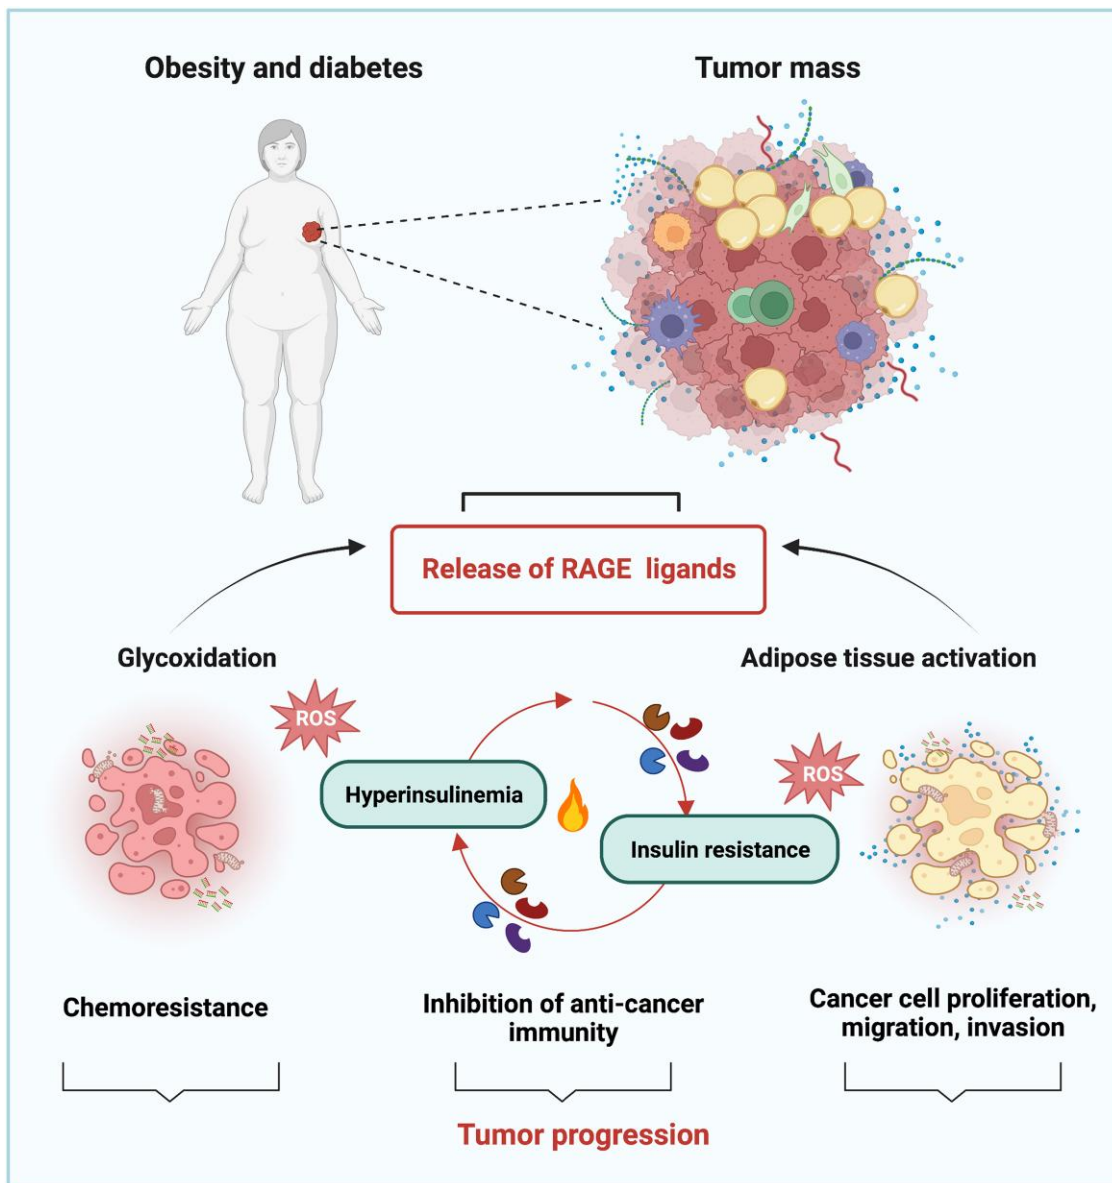 Obesity and diabetes
Tumor mass
Release of RAGE ligands
Glycoxidation
Adipose tissue activation
ROS
ROS
Hyperinsulinemia
Insulin resistance
Chemoresistance
Inhibition of anti-cancer
immunity
Cancer cell proliferation,
migration, invasion
Tumor progression